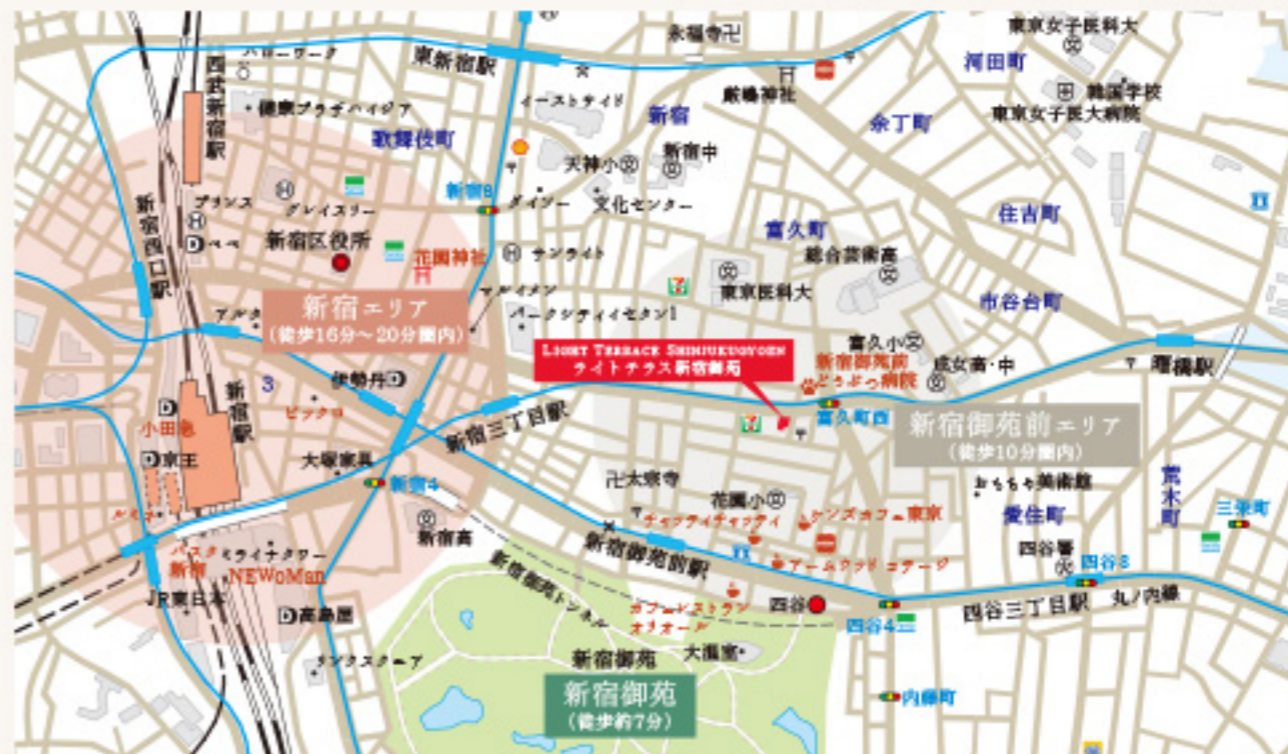 東京女子医科大
永福寺
河田町
東新宿駅
ハローワーク
西武新宿駅
韓国学校
東京女子医大病院
厳嶋神社
イーストサイド
新宿
健康プラザハイジア
余丁町
歌舞伎町
新宿中
天神小
新宿8
ダイソー
文化センター
プリンス
グレイスリー
住吉町
新宿西口駅
ペペ
新宿区役所
富久町
花園神社
サンライト
総合芸術高
東京医科大
マルイメン
市谷台町
新宿エリア
(徒歩16分〜20分圏内)
アルタ
パークシティイセタン1
富久小
LIGHT TERRACE SHINJUKUGYOEN
ライトテラス新宿御苑
新宿御苑前
どうぶつ病院
成女高・中
曙橋駅
3
伊勢丹
新宿駅
ビックロ
小田急
新宿三丁目駅
富久町西
新宿御苑前エリア
(徒歩10分圏内)
京王
大塚家具
太宗寺
新宿4
花園小
おもちゃ美術館
荒木町
ルミネ
チャッティチャッティ
ケンズカフェ東京
愛住町
三栄町
新宿高
バスタ
新宿
ミライナタワー
NEWoMan
新宿御苑前駅
アームウッド コテージ
四谷署
四谷3
JR東日本
新宿御苑トンネル
高島屋
カフェレストラン
オリオール
四谷
四谷4
四谷三丁目駅
丸ノ内線
新宿御苑
大温室
新宿御苑
(徒歩約7分)
内藤町